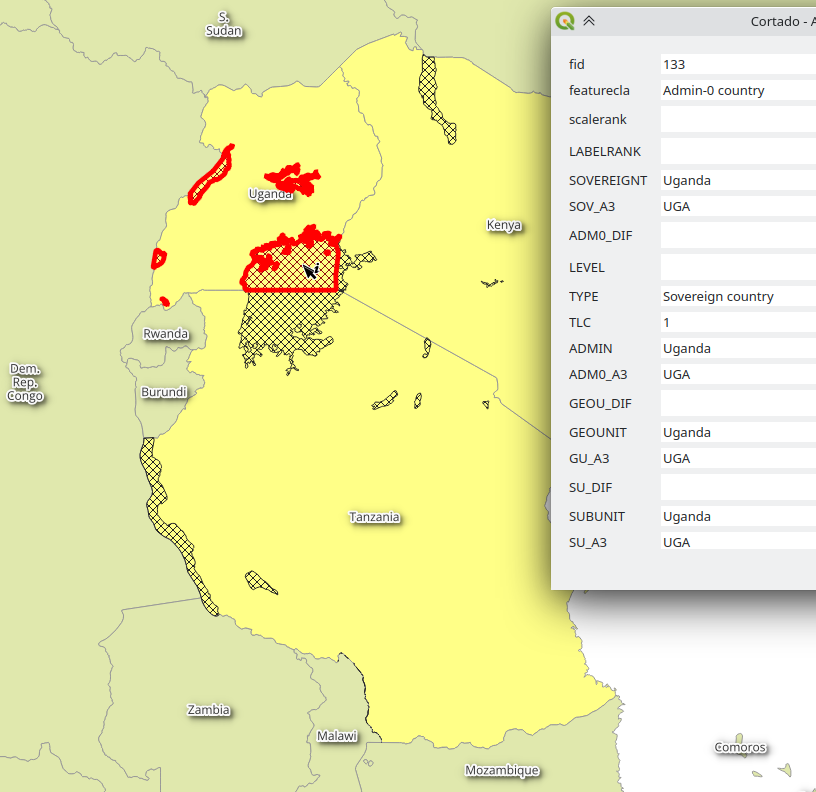 S.
Sudan
Uganda
Kenya
Rwanda
Dem.
Rep.
Congo
Burundi
Tanzania
Zambia
Malawi
Mozambique
Comoros
Cortado - A
fid 133
featurecla Admin-0 country
scalerank
LABELRANK
SOVEREIGNT Uganda
SOV_A3 UGA
ADM0_DIF
LEVEL
TYPE Sovereign country
TLC 1
ADMIN Uganda
ADM0_A3 UGA
GEOU_DIF
GEOUNIT Uganda
GU_A3 UGA
SU_DIF
SUBUNIT Uganda
SU_A3 UGA